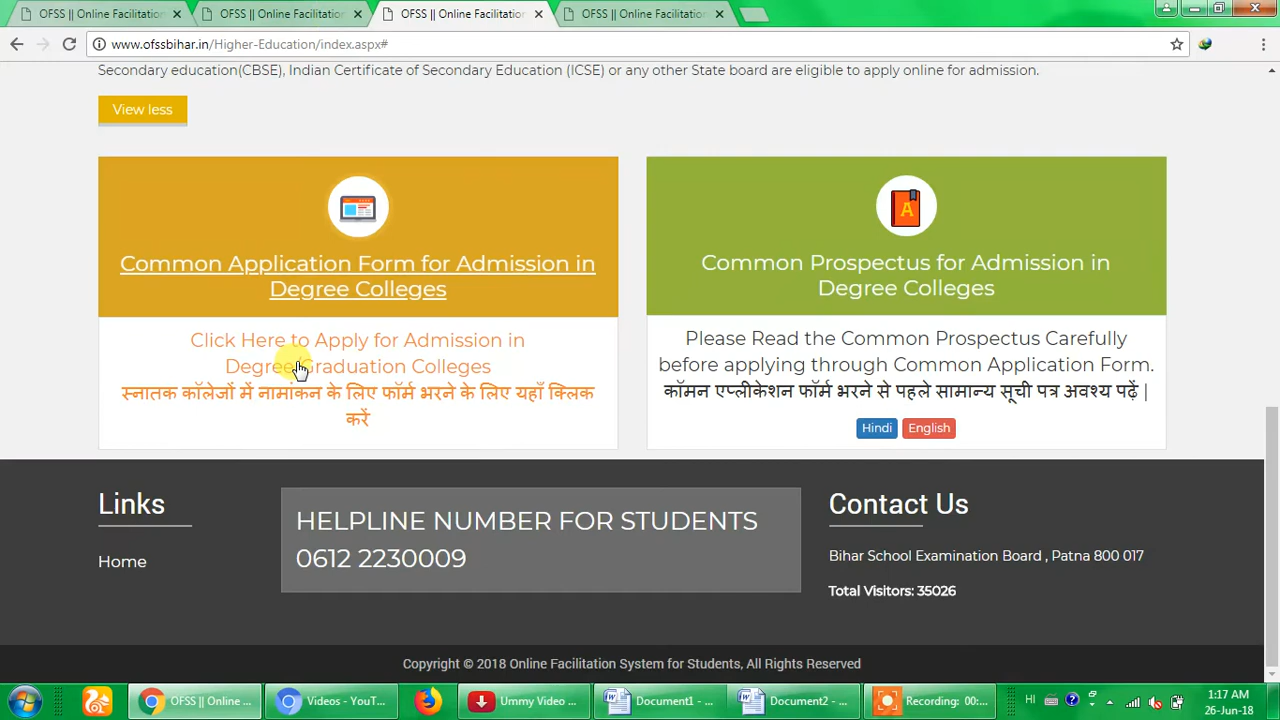 OFSS || Online Facilitation
OFSS || Online Facilitation
OFSS || Online Facilitation
OFSS || Online Facilitation
www.ofssbihar.in/Higher-Education/index.aspx#
Secondary education(CBSE), Indian Certificate of Secondary Education (ICSE) or any other State board are eligible to apply online for admission.
View less
Common Application Form for Admission in
Degree Colleges
Click Here to Apply for Admission in
Degree Graduation Colleges
स्नातक कॉलेजों में नामांकन के लिए फॉर्म भरने के लिए यहाँ क्लिक
करें
A
Common Prospectus for Admission in
Degree Colleges
Please Read the Common Prospectus Carefully
before applying through Common Application Form.
कॉमन एप्लीकेशन फॉर्म भरने से पहले सामान्य सूची पत्र अवश्य पढ़ें |
Hindi English
Links
Home
HELPLINE NUMBER FOR STUDENTS
0612 2230009
Contact Us
Bihar School Examination Board , Patna 800 017
Total Visitors: 35026
Copyright © 2018 Online Facilitation System for Students, All Rights Reserved
OFSS || Online ...
Videos - YouT...
Ummy Video ...
Document1 - ...
Document2 - ...
Recording: 00:...
HI
1:17 AM
26-Jun-18